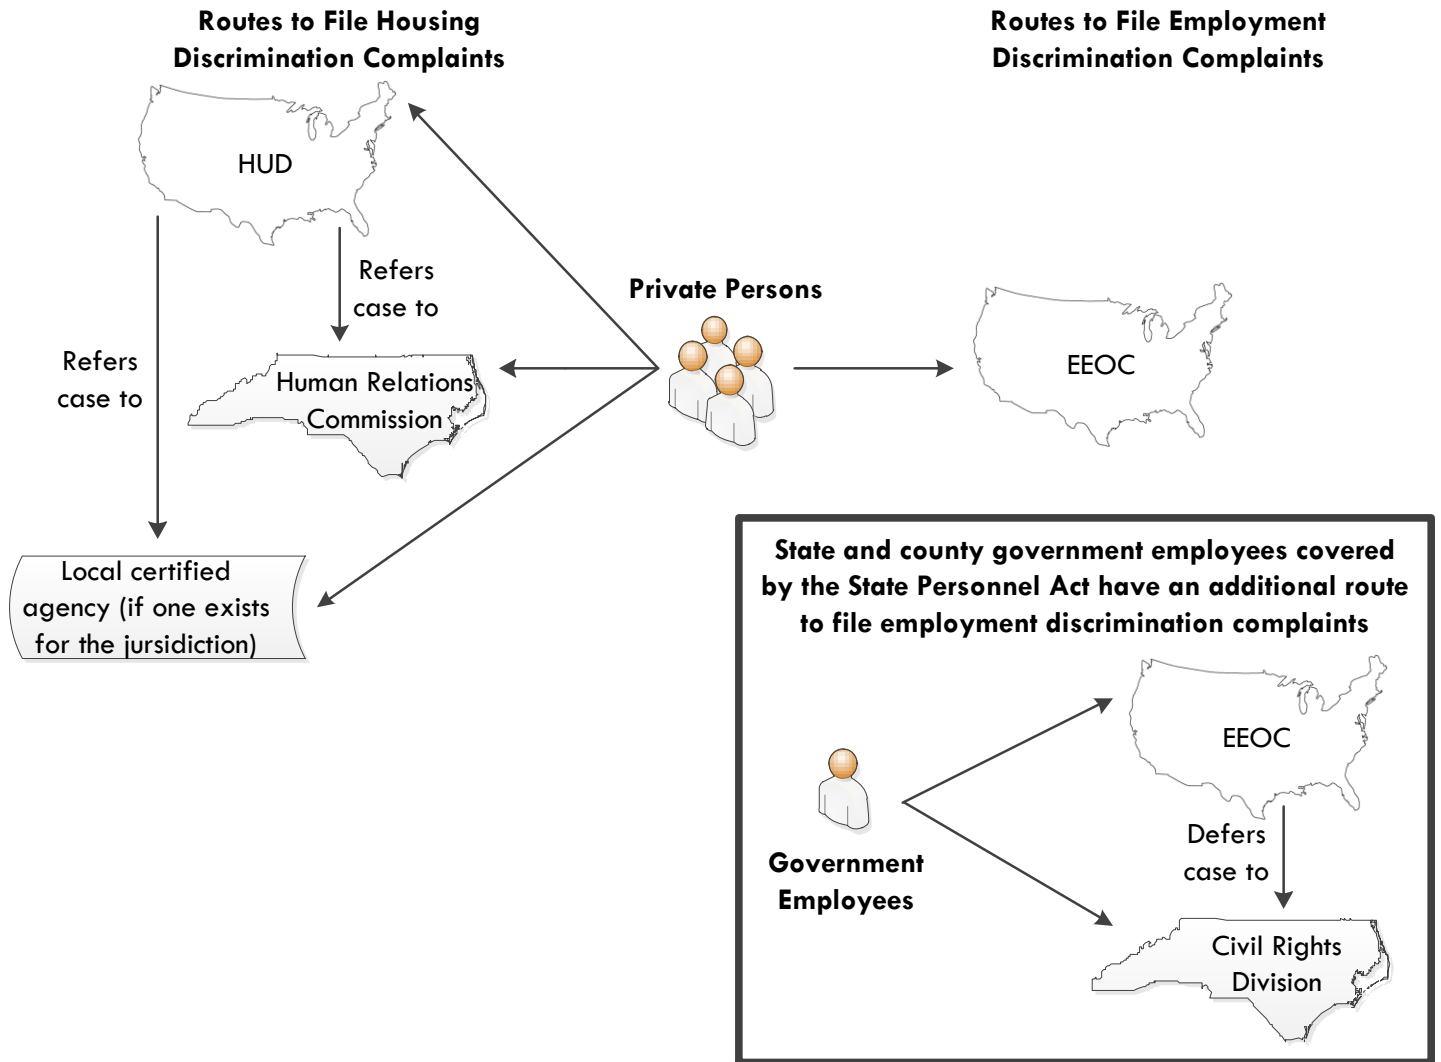 Routes to File Housing
Discrimination Complaints
Routes to File Employment
Discrimination Complaints
HUD
Refers
case to
Refers
case to
Human Relations
Commission
Local certified
agency (if one exists
for the jursidiction)
Private Persons
EEOC
State and county government employees covered
by the State Personnel Act have an additional route
to file employment discrimination complaints
EEOC
Government
Employees
Defers
case to
Civil Rights
Division